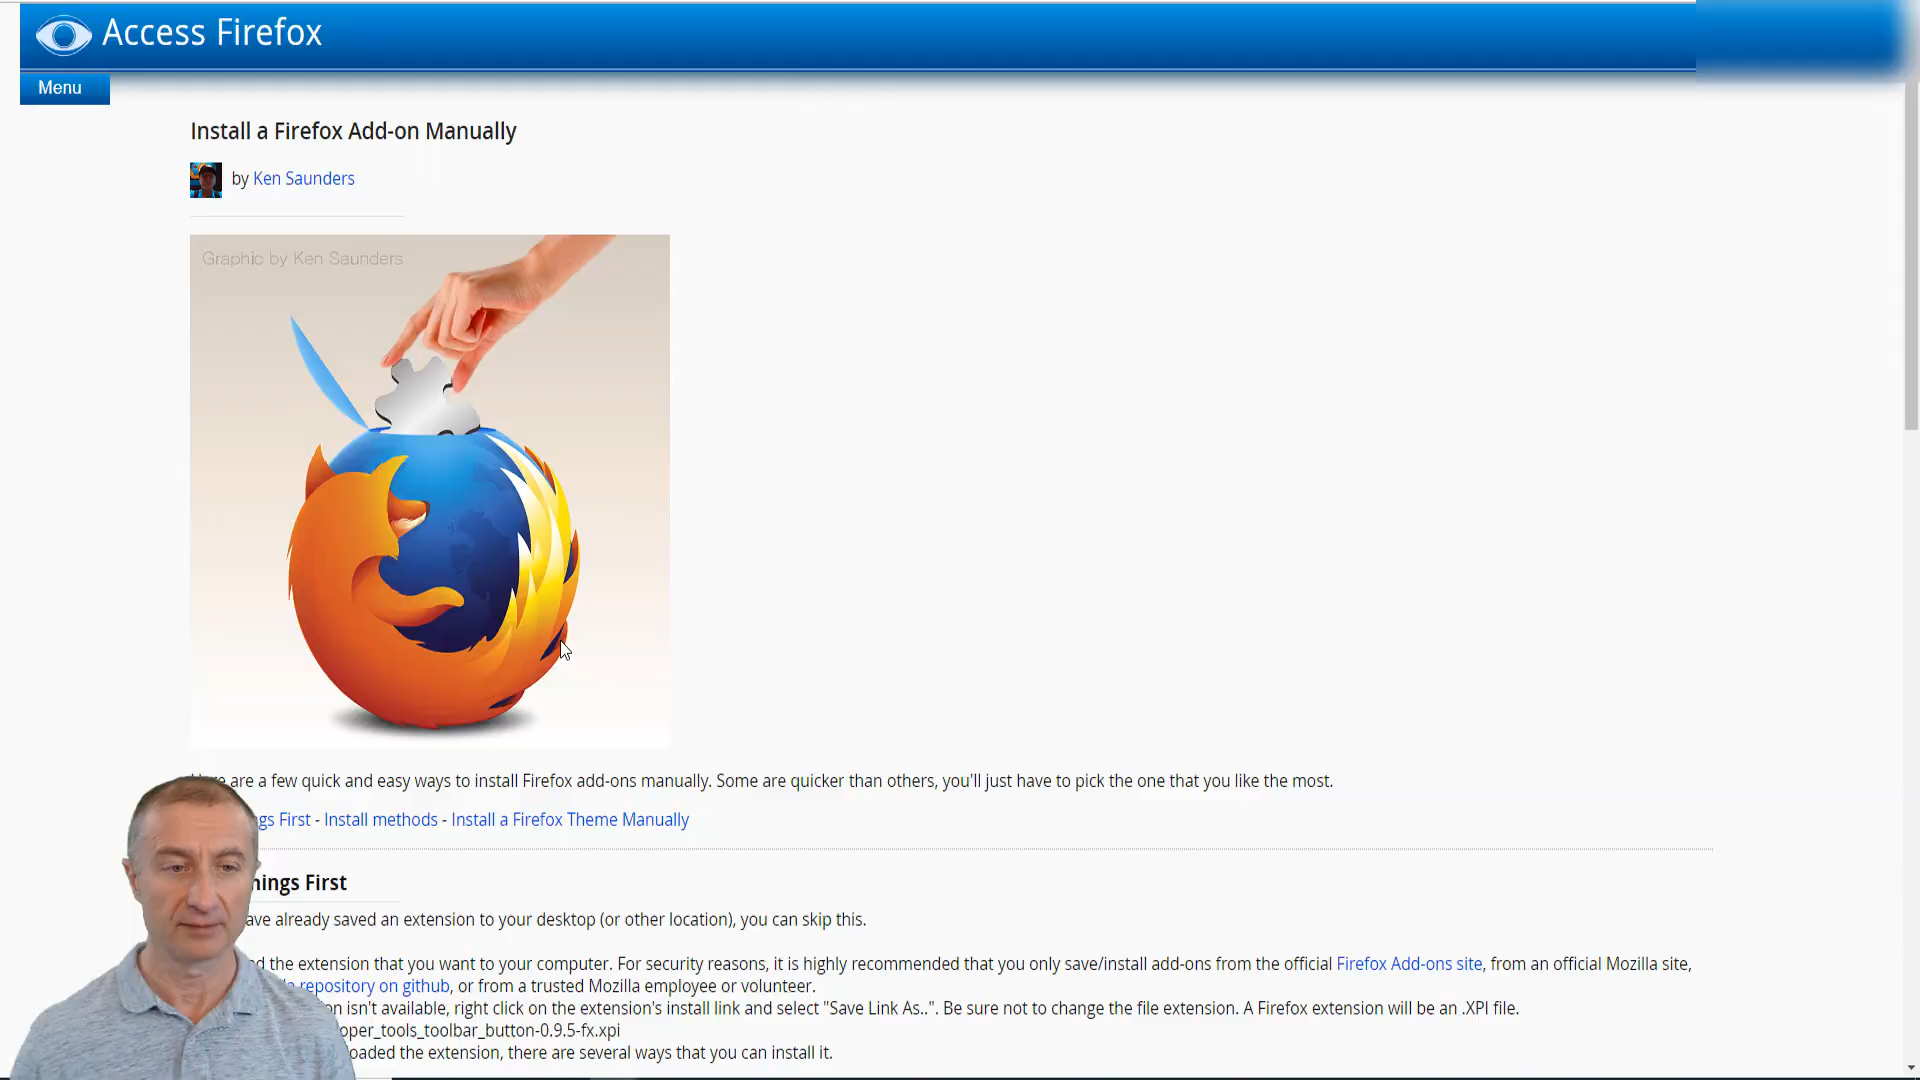 Access Firefox
Menu
Install a Firefox Add-on Manually
by Ken Saunders
Graphic by Ken Saunders
are a few quick and easy ways to install Firefox add-ons manually. Some are quicker than others, you'll just have to pick the one that you like the most.
First - Install methods - Install a Firefox Theme Manually
First
already saved an extension to your desktop (or other location), you can skip this.
the extension that you want to your computer. For security reasons, it is highly recommended that you only save/install add-ons from the official Firefox Add-ons site, from an official Mozilla site,
repository on github, or from a trusted Mozilla employee or volunteer.
isn't available, right click on the extension's install link and select "Save Link As..". Be sure not to change the file extension. A Firefox extension will be an .XPI file.
oper_tools_toolbar_button-0.9.5-fx.xpi
the extension, there are several ways that you can install it.